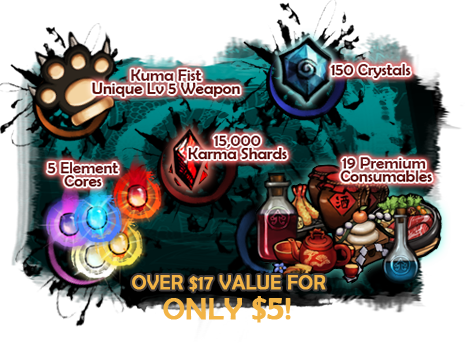 Kuma Fist
Unique Lv 5 Weapon
150 Crystals
15,000
Karma Shards
5 Element
Cores
19 Premium
Consumables
酒
OVER $17 VALUE FOR
ONLY $5!